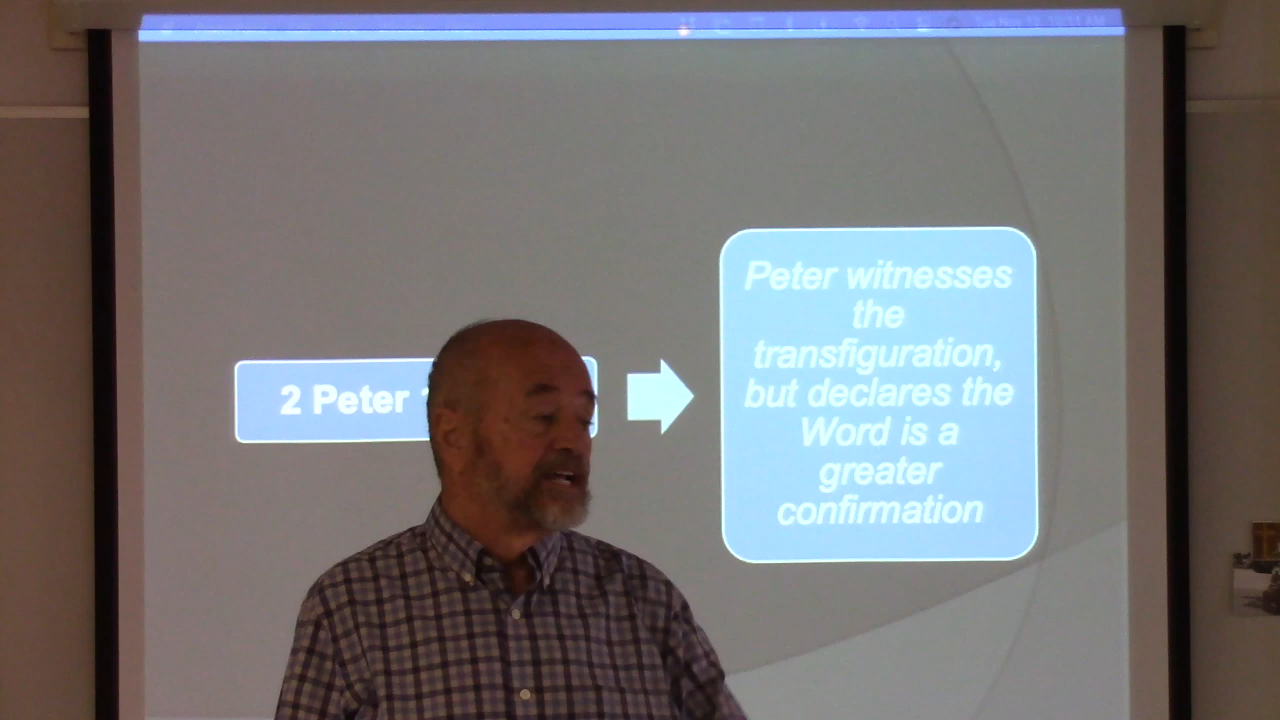 2 Peter
Peter witnesses
the
transfiguration,
but declares the
Word is a
greater
confirmation